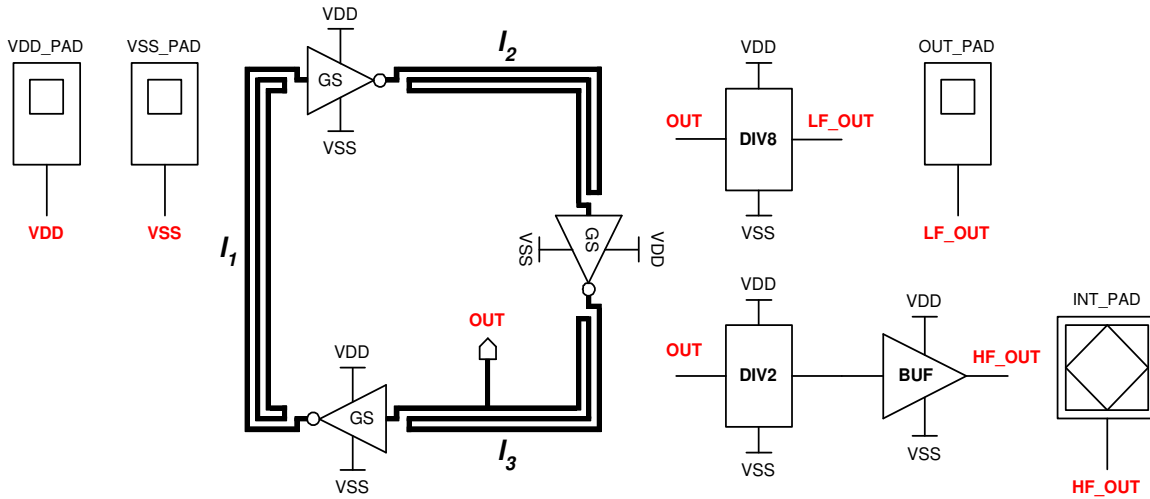 VDD_PAD
VDD
VSS_PAD
VSS
VDD
GS
VSS
l2
l1
VSS
GS
VDD
OUT
VDD
GS
VSS
l3
VDD
OUT
DIV8
LF_OUT
VSS
OUT_PAD
LF_OUT
VDD
OUT
DIV2
VSS
VDD
BUF
HF_OUT
VSS
INT_PAD
HF_OUT